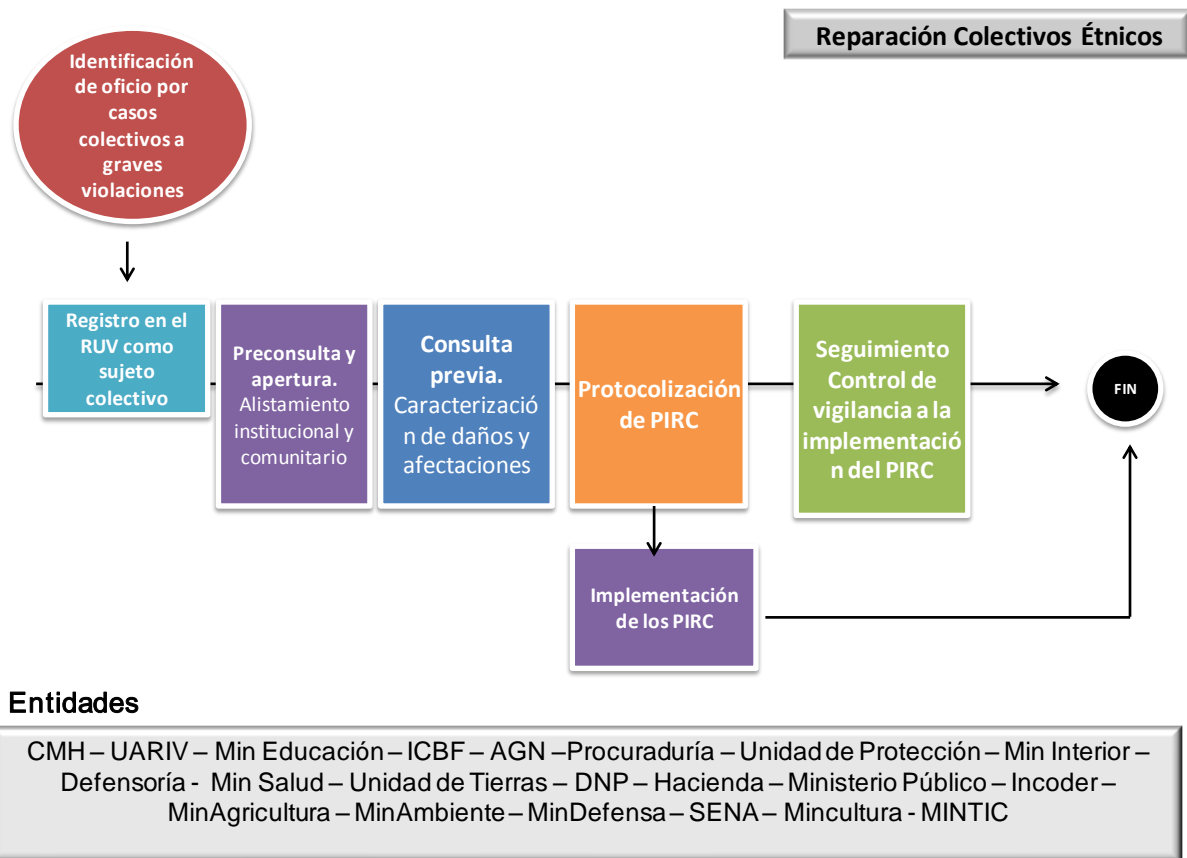 Reparación Colectivos Étnicos
Identificación
de oficio por
casos
colectivos a
graves
violaciones
Registro en el
RUV como
sujeto
colectivo
Preconsulta y
apertura.
Alistamiento
institucional y
comunitario
Consulta
previa.
Caracterizació
n de daños y
afectaciones
Protocolización
de PIRC
Seguimiento
Control de
vigilancia a la
implementació
n del PIRC
FIN
Implementación
de los PIRC
Entidades
CMH – UARIV – Min Educación – ICBF – AGN –Procuraduría – Unidad de Protección – Min Interior –
Defensoría - Min Salud – Unidad de Tierras – DNP – Hacienda – Ministerio Público – Incoder –
MinAgricultura – MinAmbiente – MinDefensa – SENA – Mincultura - MINTIC